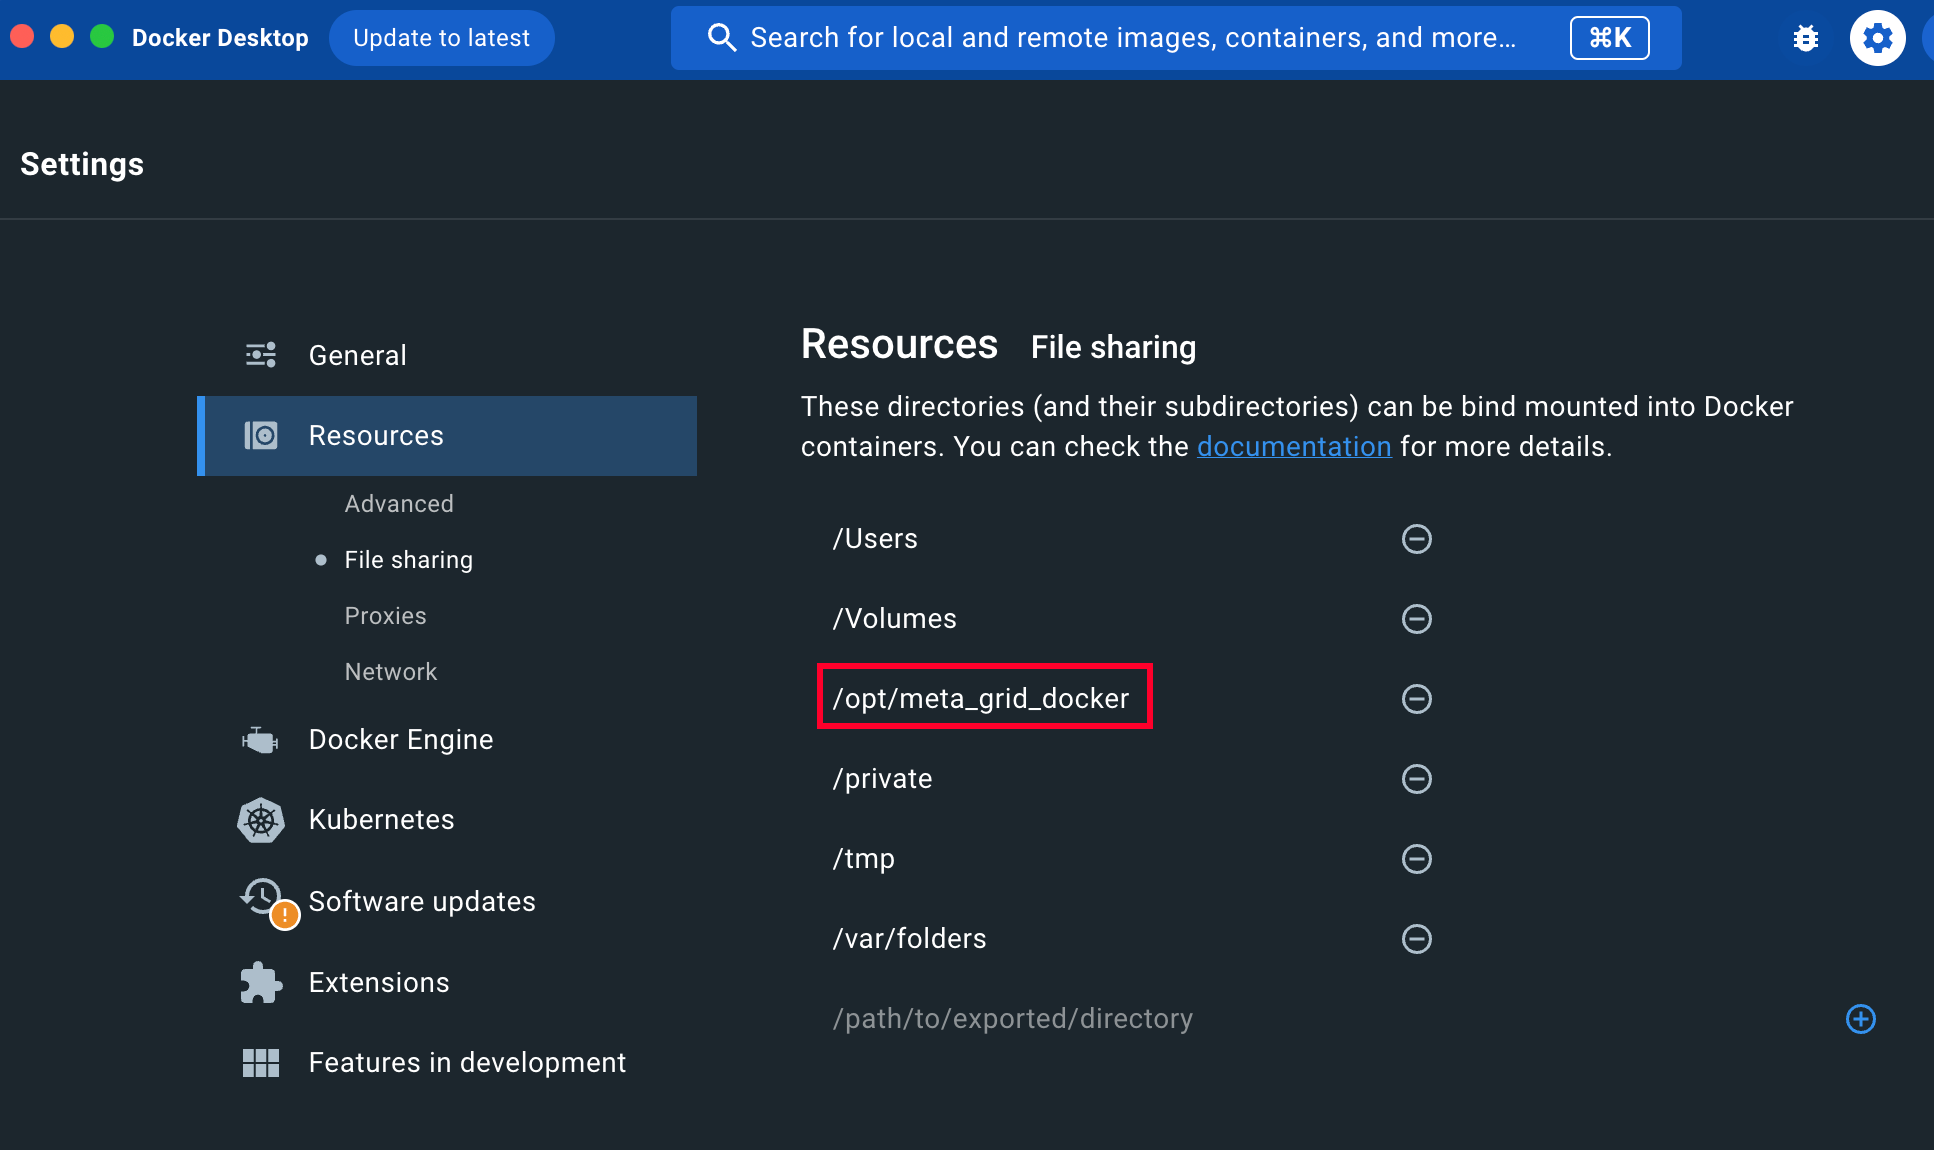 Docker Desktop
Update to latest
Search for local and remote images, containers, and more...
⌘K
Settings
General
Resources
Advanced
File sharing
Proxies
Network
Docker Engine
Kubernetes
Software updates
Extensions
Features in development
Resources File sharing
These directories (and their subdirectories) can be bind mounted into Docker
containers. You can check the documentation for more details.
/Users
/Volumes
/opt/meta_grid_docker
/private
/tmp
/var/folders
/path/to/exported/directory